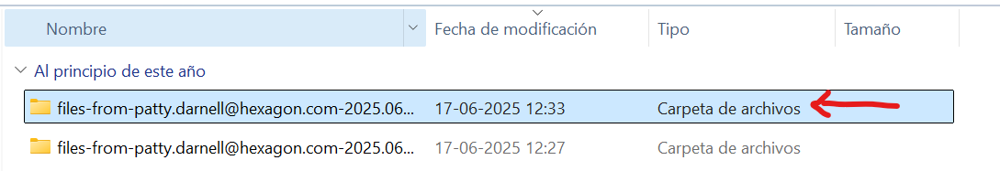 Nombre Fecha de modificación Tipo Tamaño
Al principio de este año
files-from-patty.darnell@hexagon.com-2025.06... 17-06-2025 12:33 Carpeta de archivos
files-from-patty.darnell@hexagon.com-2025.06... 17-06-2025 12:27 Carpeta de archivos